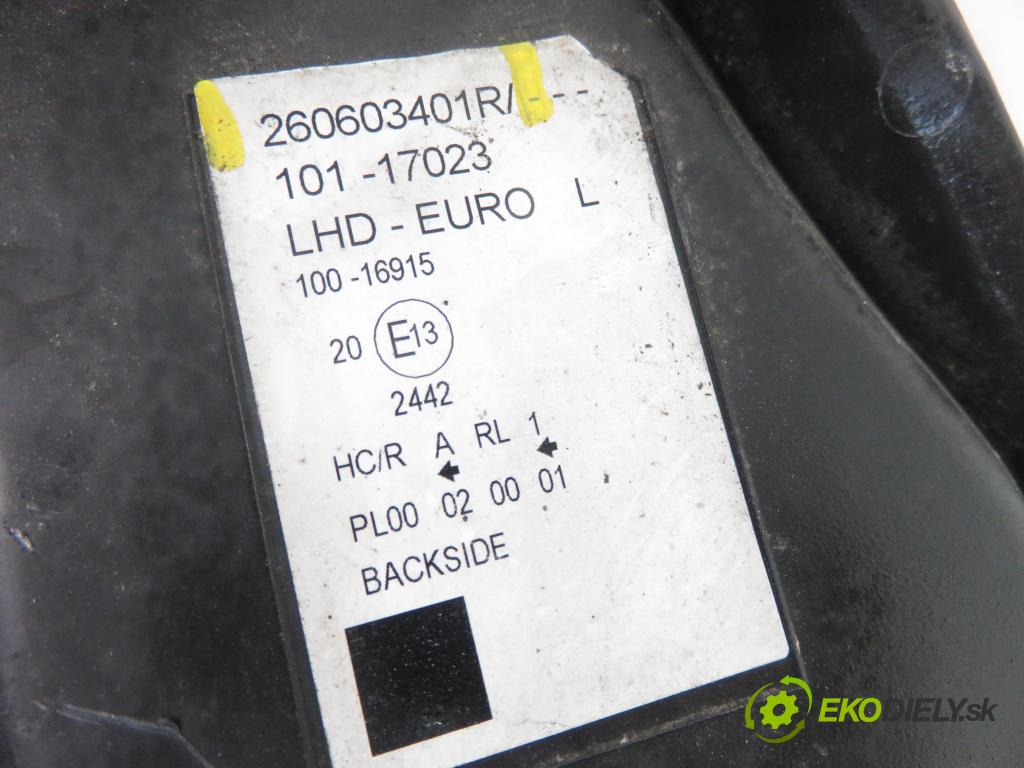 260603401R/- - -
101 -17023
LHD - EURO L
100 -16915
20 E13
2442
HC/R A RL 1
PL00 02 00 01
BACKSIDE
EKODIELY.sk